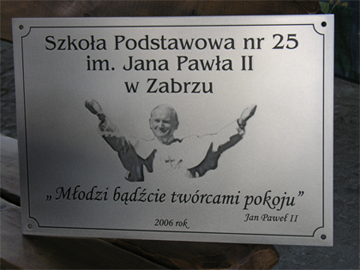 Szkoła Podstawowa nr 25
im. Jana Pawła II
w Zabrzu
„Młodzi bądźcie twórcami pokoju”
Jan Paweł II
2006 rok